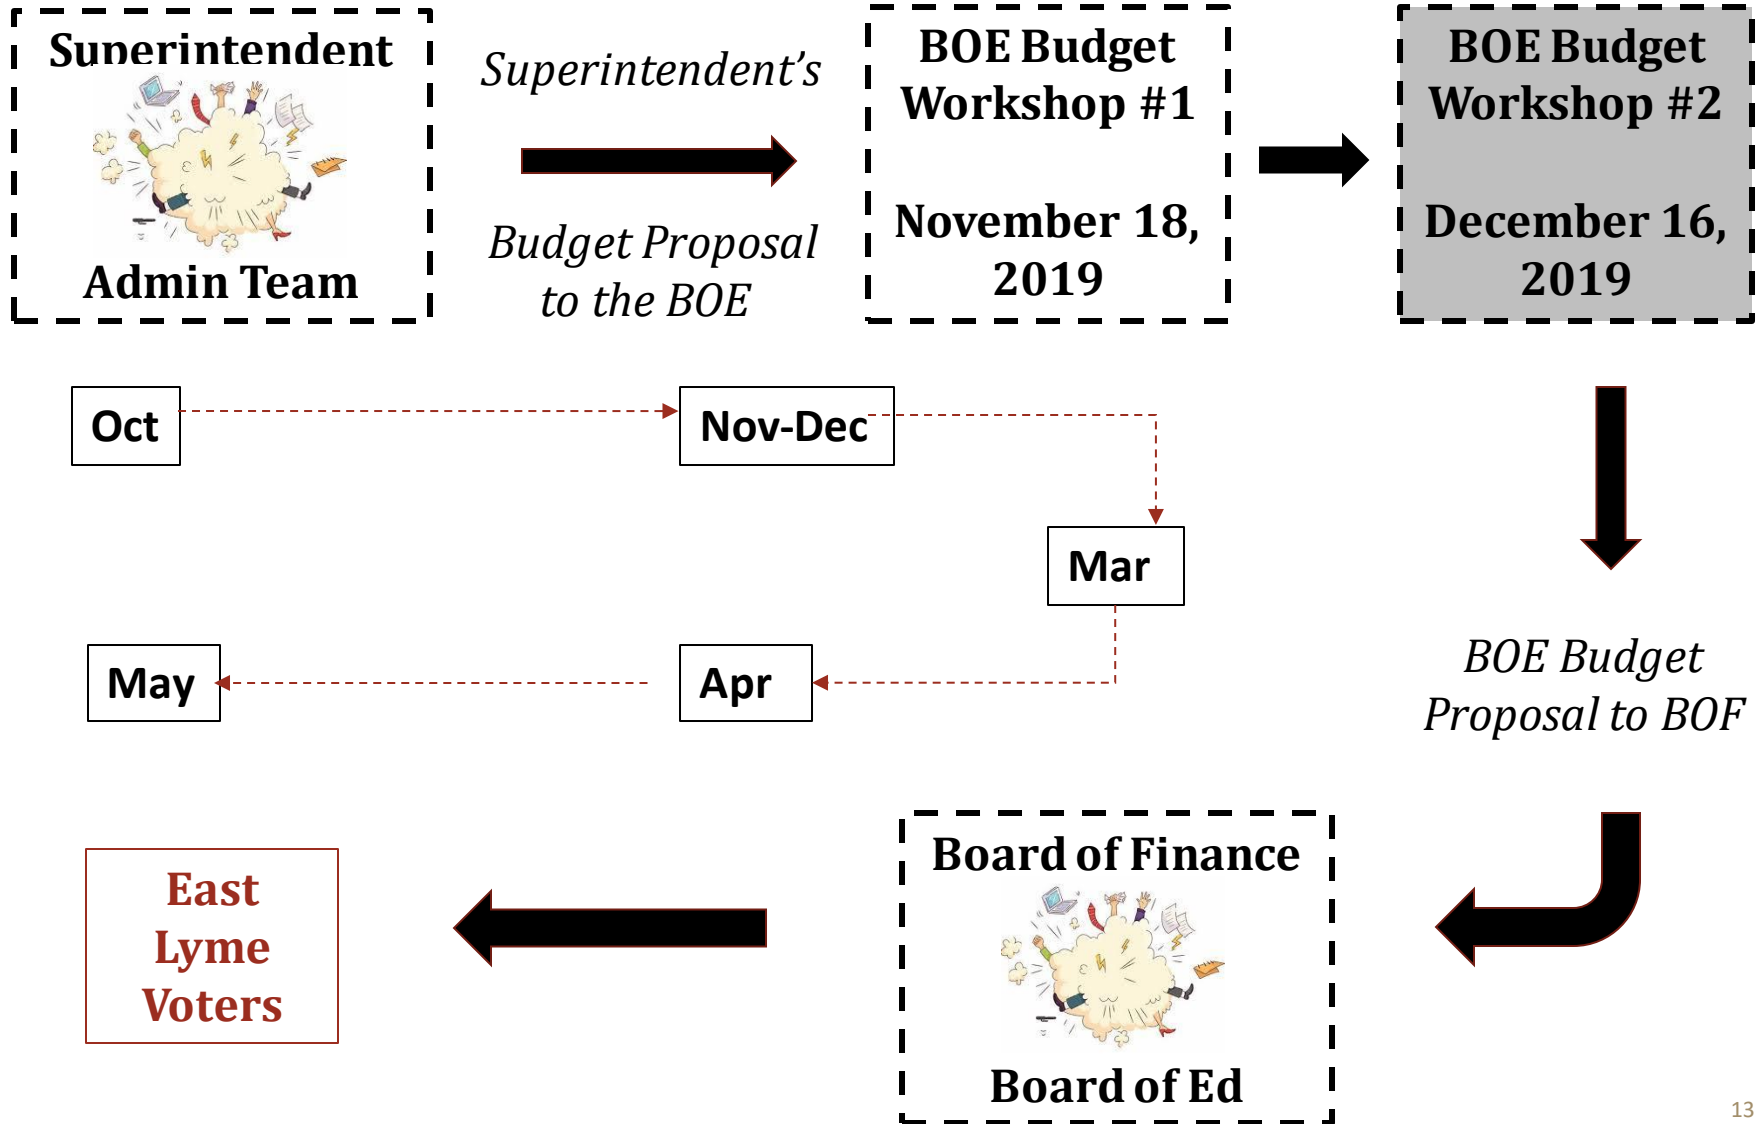 Superintendent
Admin Team
Superintendent’s
Budget Proposal
to the BOE
BOE Budget
Workshop #1
November 18,
2019
BOE Budget
Workshop #2
December 16,
2019
Oct
Nov-Dec
Mar
Apr
May
BOE Budget
Proposal to BOF
Board of Finance
Board of Ed
East
Lyme
Voters
13